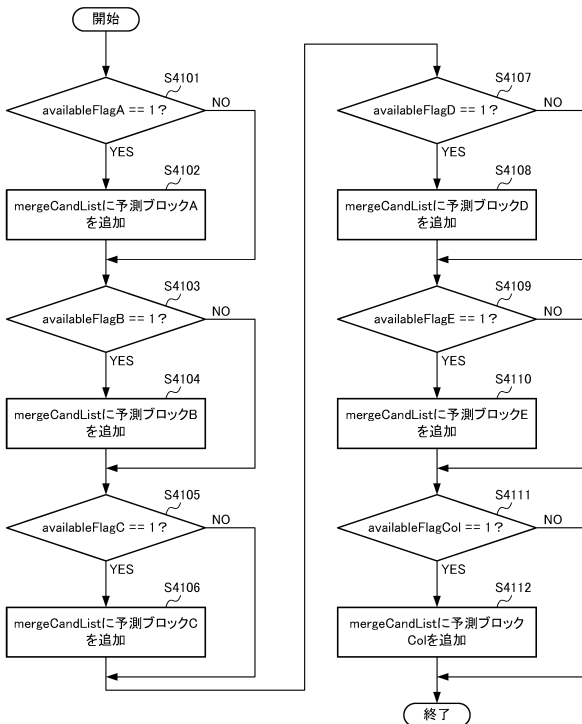 開始
S4101
availableFlagA == 1?
NO
YES
S4102
mergeCandListに予測ブロックA
を追加
S4103
availableFlagB == 1?
NO
YES
S4104
mergeCandListに予測ブロックB
を追加
S4105
availableFlagC == 1?
NO
YES
S4106
mergeCandListに予測ブロックC
を追加
S4107
availableFlagD == 1?
NO
YES
S4108
mergeCandListに予測ブロックD
を追加
S4109
availableFlagE == 1?
NO
YES
S4110
mergeCandListに予測ブロックE
を追加
S4111
availableFlagCol == 1?
NO
YES
S4112
mergeCandListに予測ブロック
Colを追加
終了